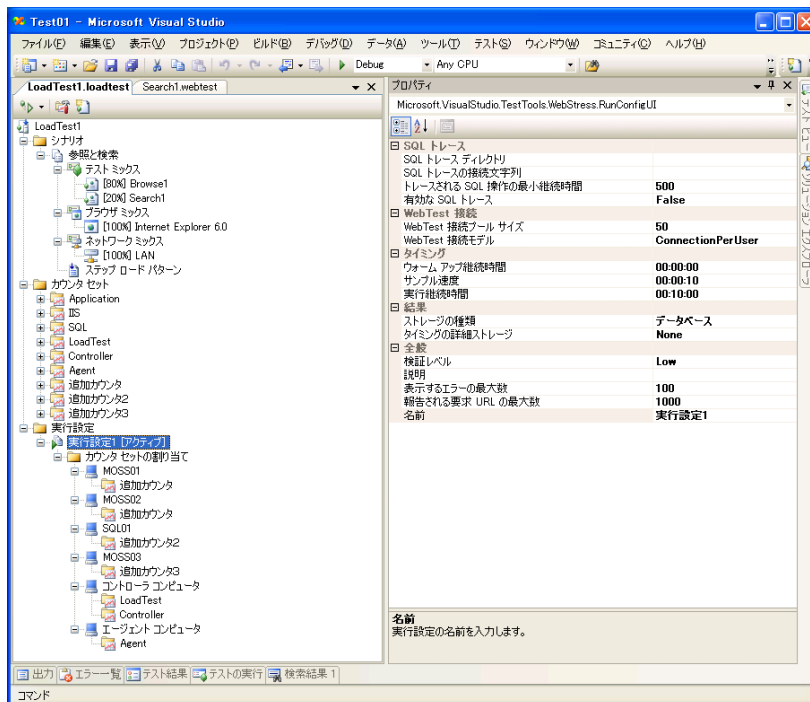 Test01 - Microsoft Visual Studio
ファイル(F) 編集(E) 表示(V) プロジェクト(P) ビルド(B) デバッグ(D) データ(A) ツール(T) テスト(S) ウィンドウ(W) コミュニティ(C) ヘルプ(H)
Debug Any CPU
LoadTest1.loadtest Search1.webtest
LoadTest1
シナリオ
参照と検索
テスト ミックス
[80%] Browse1
[20%] Search1
ブラウザ ミックス
[100%] Internet Explorer 6.0
ネットワーク ミックス
[100%] LAN
ステップ ロード パターン
カウンタ セット
Application
IIS
SQL
LoadTest
Controller
Agent
追加カウンタ
追加カウンタ2
追加カウンタ3
実行設定
実行設定1 [アクティブ]
カウンタ セットの割り当て
MOSS01
追加カウンタ
MOSS02
追加カウンタ
SQL01
追加カウンタ2
MOSS03
追加カウンタ3
コントローラ コンピュータ
LoadTest
Controller
エージェント コンピュータ
Agent
プロパティ
Microsoft.VisualStudio.TestTools.WebStress.RunConfigUI
SQL トレース
SQL トレース ディレクトリ
SQL トレースの接続文字列
トレースされる SQL 操作の最小継続時間 500
有効な SQL トレース False
WebTest 接続
WebTest 接続プール サイズ 50
WebTest 接続モデル ConnectionPerUser
タイミング
ウォーム アップ継続時間 00:00:00
サンプル速度 00:00:10
実行継続時間 00:10:00
結果
ストレージの種類 データベース
タイミングの詳細ストレージ None
全般
検証レベル Low
説明
表示するエラーの最大数 100
報告される要求 URL の最大数 1000
名前 実行設定1
名前
実行設定の名前を入力します。
テスト ビュー
ソリューション エクスプローラ
出力 エラー一覧 テスト結果 テストの実行 検索結果 1
コマンド